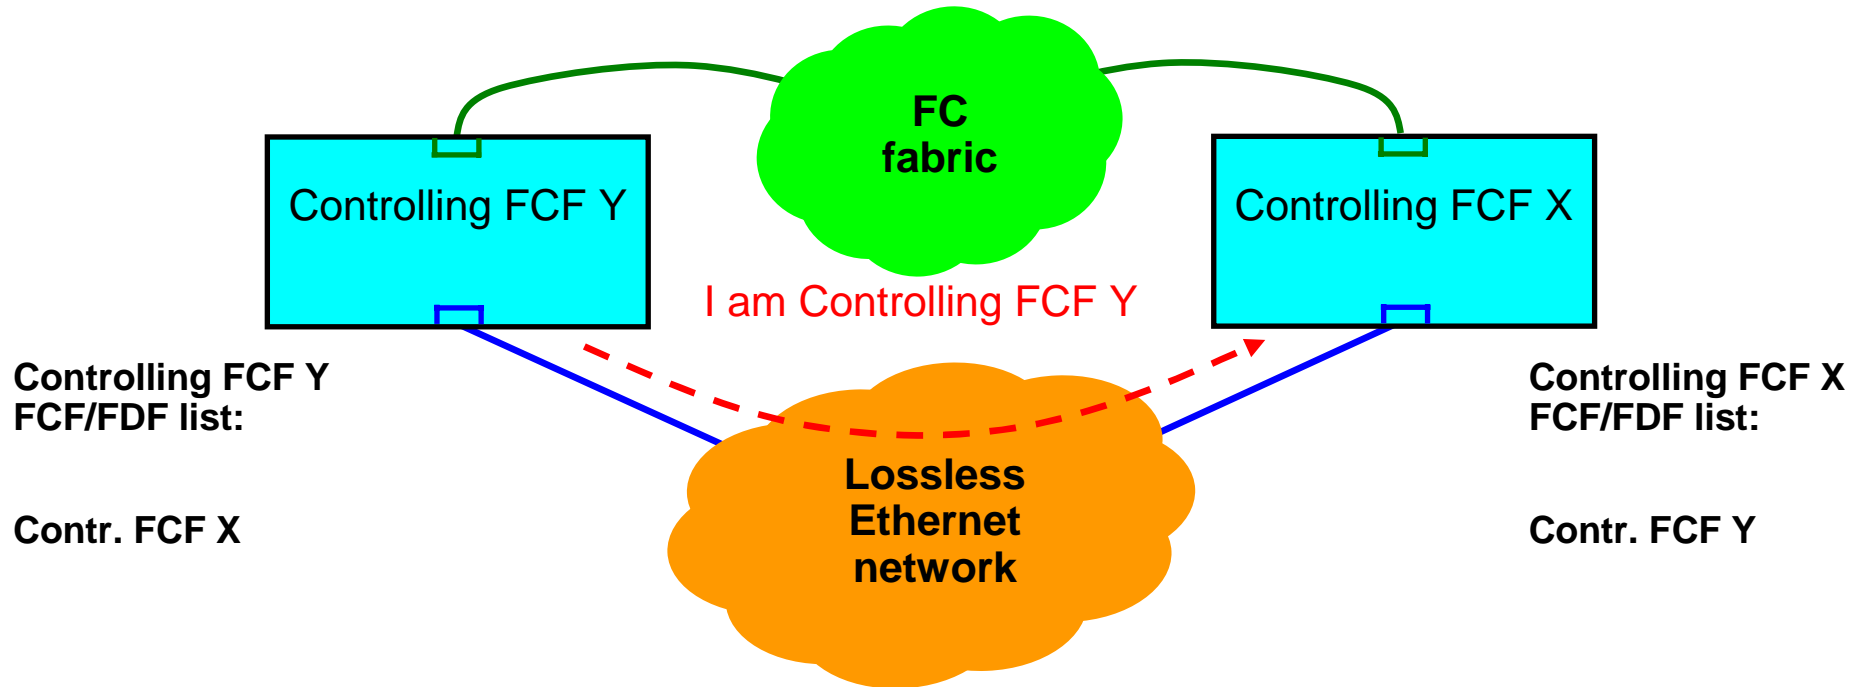 FC
fabric
Controlling FCF Y
Controlling FCF X
I am Controlling FCF Y
Controlling FCF Y
FCF/FDF list:
Contr. FCF X
Lossless
Ethernet
network
Controlling FCF X
FCF/FDF list:
Contr. FCF Y